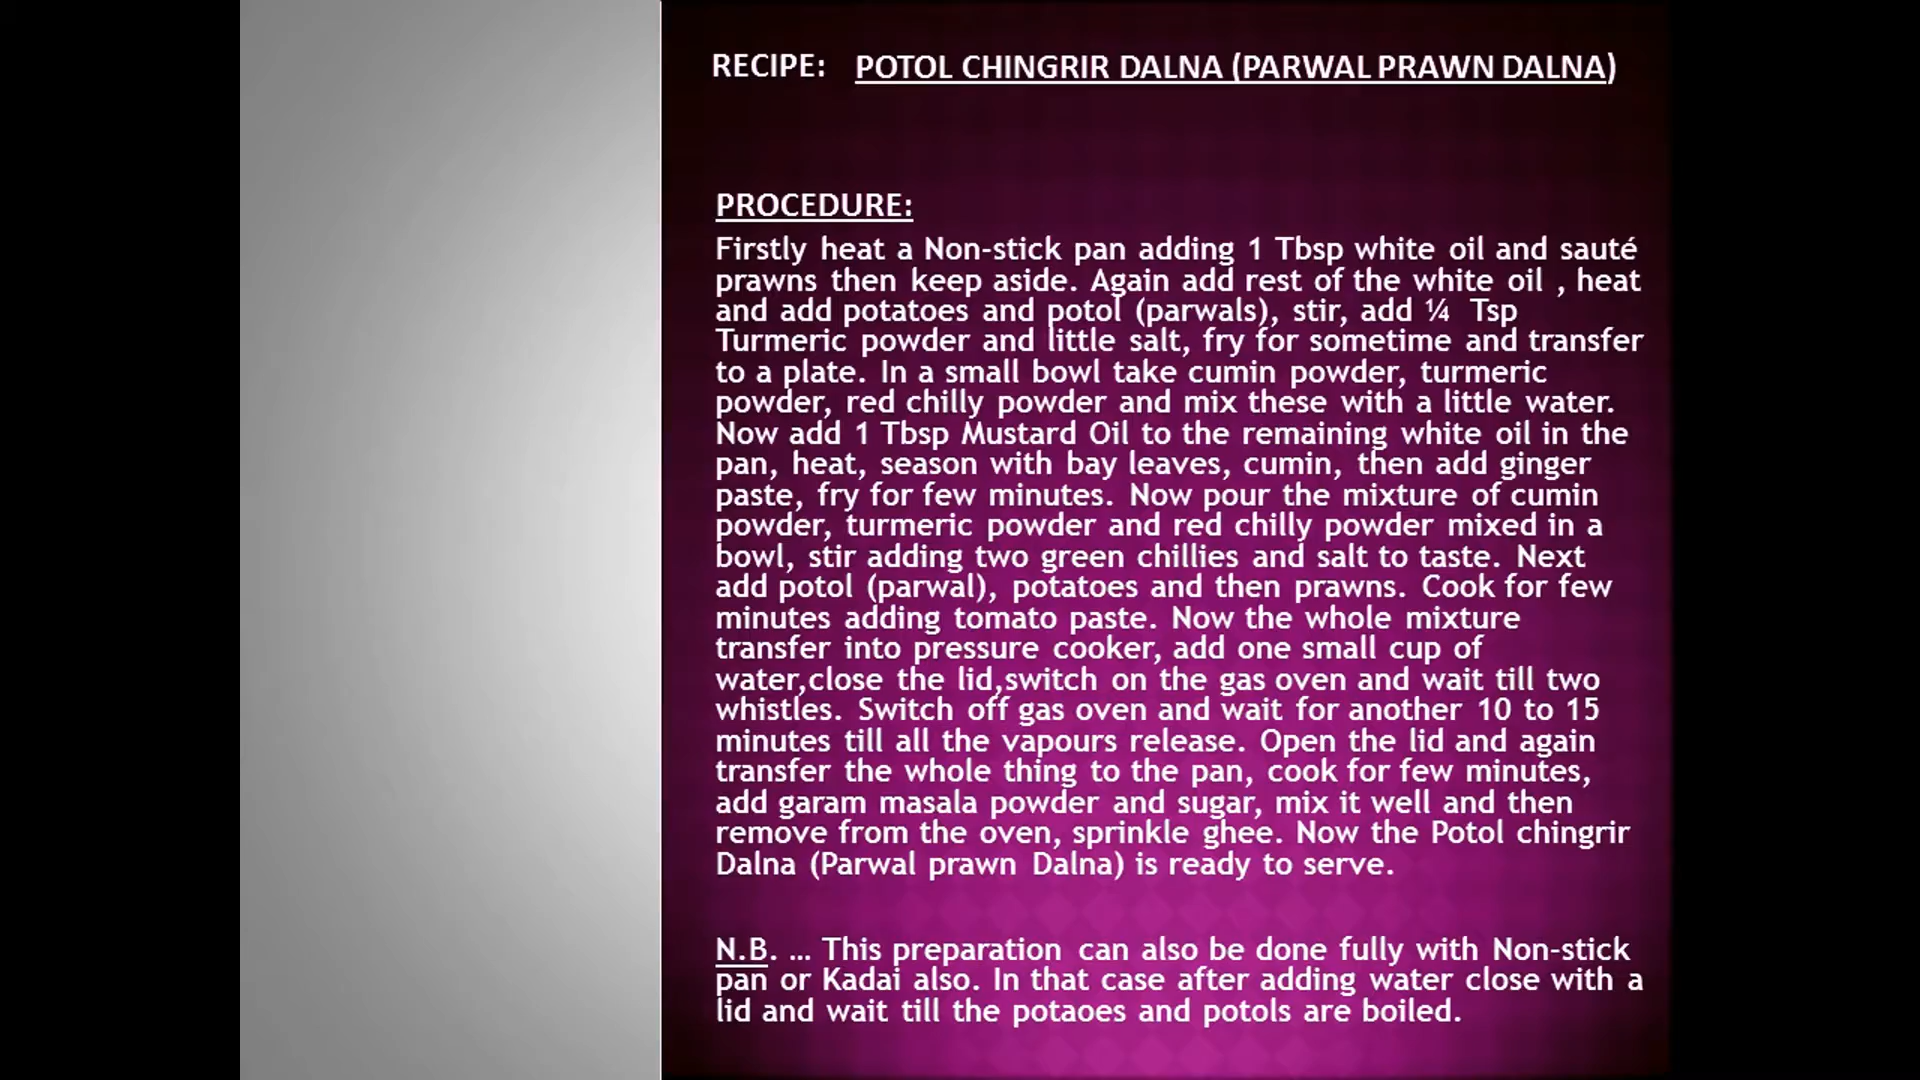 RECIPE: POTOL CHINGRIR DALNA (PARWAL PRAWN DALNA)
PROCEDURE:
Firstly heat a Non-stick pan adding 1 Tbsp white oil and sauté
prawns then keep aside. Again add rest of the white oil , heat
and add potatoes and potol (parwals), stir, add ¼ Tsp
Turmeric powder and little salt, fry for sometime and transfer
to a plate. In a small bowl take cumin powder, turmeric
powder, red chilly powder and mix these with a little water.
Now add 1 Tbsp Mustard Oil to the remaining white oil in the
pan, heat, season with bay leaves, cumin, then add ginger
paste, fry for few minutes. Now pour the mixture of cumin
powder, turmeric powder and red chilly powder mixed in a
bowl, stir adding two green chillies and salt to taste. Next
add potol (parwal), potatoes and then prawns. Cook for few
minutes adding tomato paste. Now the whole mixture
transfer into pressure cooker, add one small cup of
water,close the lid,switch on the gas oven and wait till two
whistles. Switch off gas oven and wait for another 10 to 15
minutes till all the vapours release. Open the lid and again
transfer the whole thing to the pan, cook for few minutes,
add garam masala powder and sugar, mix it well and then
remove from the oven, sprinkle ghee. Now the Potol chingrir
Dalna (Parwal prawn Dalna) is ready to serve.
N.B. ... This preparation can also be done fully with Non-stick
pan or Kadai also. In that case after adding water close with a
lid and wait till the potaoes and potols are boiled.